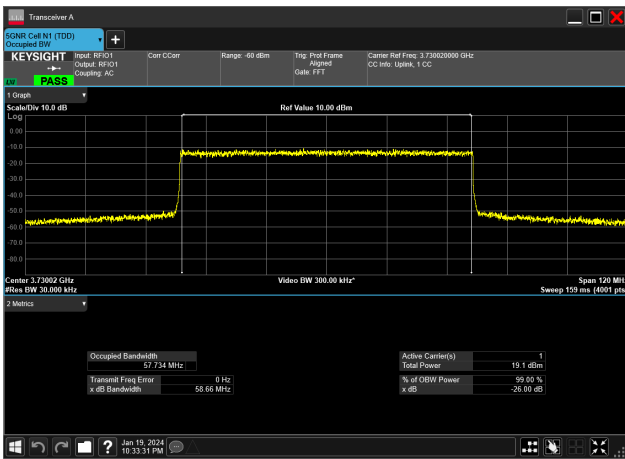 Transceiver A
5GNR Cell N1 (TDD)
Occupied BW
KEYSIGHT
PASS
Input: RFIO1
Output: RFIO1
Coupling: AC
Corr CCorr
Range: -60 dBm
Trig: Prot Frame
Aligned
Gate: FFT
Carrier Ref Freq: 3.730020000 GHz
CC Info: Uplink, 1 CC
1 Graph
Scale/Div 10.0 dB
Ref Value 10.00 dBm
Log
0.00
-10.0
-20.0
-30.0
-40.0
-50.0
-60.0
-70.0
-80.0
Center 3.73002 GHz
Video BW 300.00 kHz*
Span 120 MHz
#Res BW 30.000 kHz
Sweep 159 ms (4001 pts
2 Metrics
Occupied Bandwidth
57.734 MHz
Transmit Freq Error 0 Hz
x dB Bandwidth 58.66 MHz
Active Carrier(s) 1
Total Power 19.1 dBm
% of OBW Power 99.00 %
x dB -26.00 dB
Jan 19, 2024
10:33:31 PM